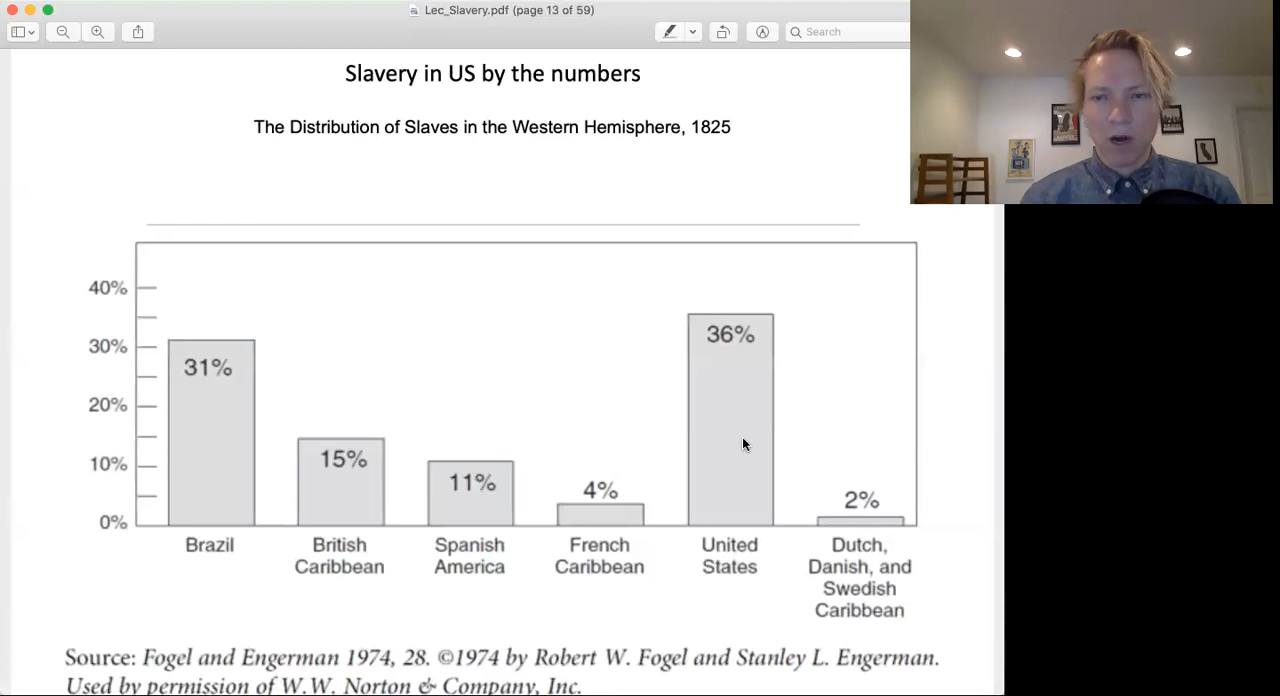 Lec_Slavery.pdf (page 13 of 59)
Search
Slavery in US by the numbers
The Distribution of Slaves in the Western Hemisphere, 1825
40%
30%
20%
10%
0%
31%
15%
11%
4%
36%
2%
Brazil
British
Caribbean
Spanish
America
French
Caribbean
United
States
Dutch,
Danish, and
Swedish
Caribbean
Source: Fogel and Engerman 1974, 28. ©1974 by Robert W. Fogel and Stanley L. Engerman.
Used by permission of W.W. Norton & Company, Inc.